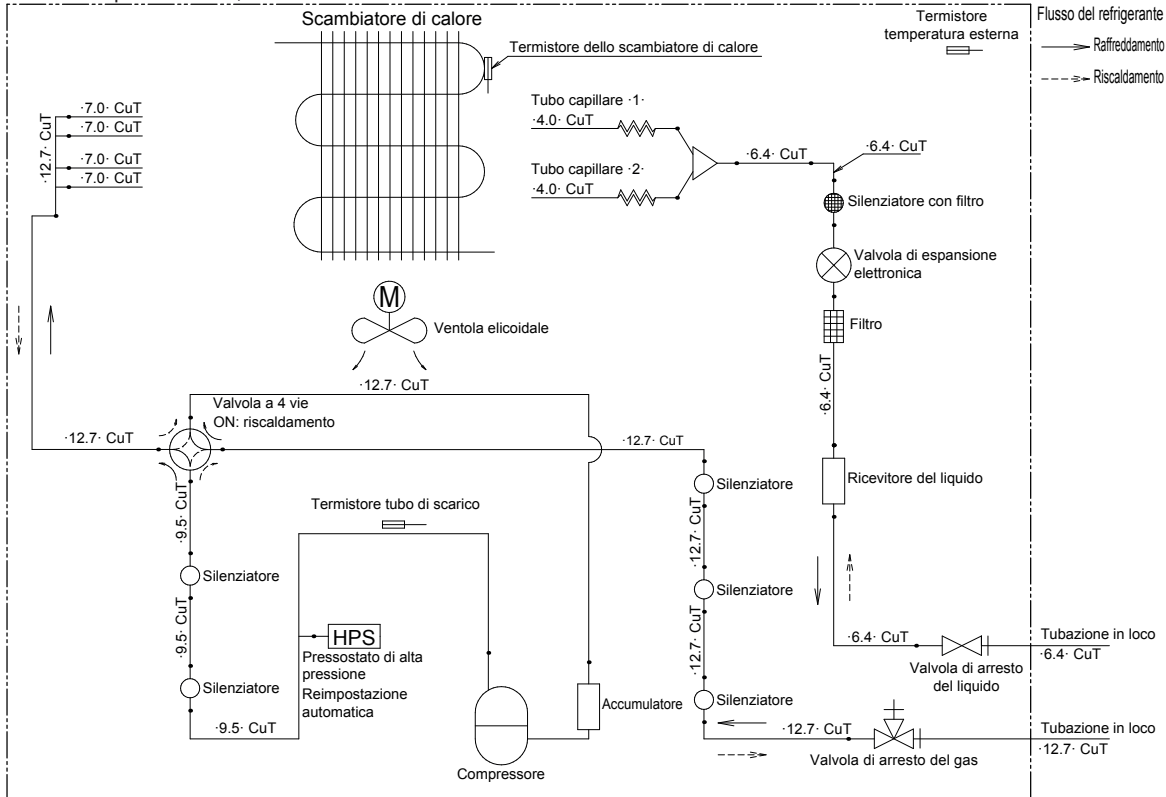 Scambiatore di calore
Termistore
temperatura esterna
Flusso del refrigerante
Raffreddamento
Riscaldamento
Termistore dello scambiatore di calore
·7.0· CuT
·7.0· CuT
·7.0· CuT
·7.0· CuT
·12.7· CuT
Tubo capillare ·1·
·4.0· CuT
Tubo capillare ·2·
·4.0· CuT
·6.4· CuT
·6.4· CuT
Silenziatore con filtro
Valvola di espansione
elettronica
Filtro
·6.4· CuT
M
Ventola elicoidale
·12.7· CuT
Valvola a 4 vie
ON: riscaldamento
·12.7· CuT
·12.7· CuT
Ricevitore del liquido
Silenziatore
·9.5· CuT
Termistore tubo di scarico
·12.7· CuT
Silenziatore
Silenziatore
·9.5· CuT
HPS
Pressostato di alta
pressione
Reimpostazione
automatica
·12.7· CuT
·6.4· CuT
Valvola di arresto
del liquido
Tubazione in loco
·6.4· CuT
Silenziatore
·9.5· CuT
Compressore
Accumulatore
Silenziatore
·12.7· CuT
Valvola di arresto del gas
Tubazione in loco
·12.7· CuT